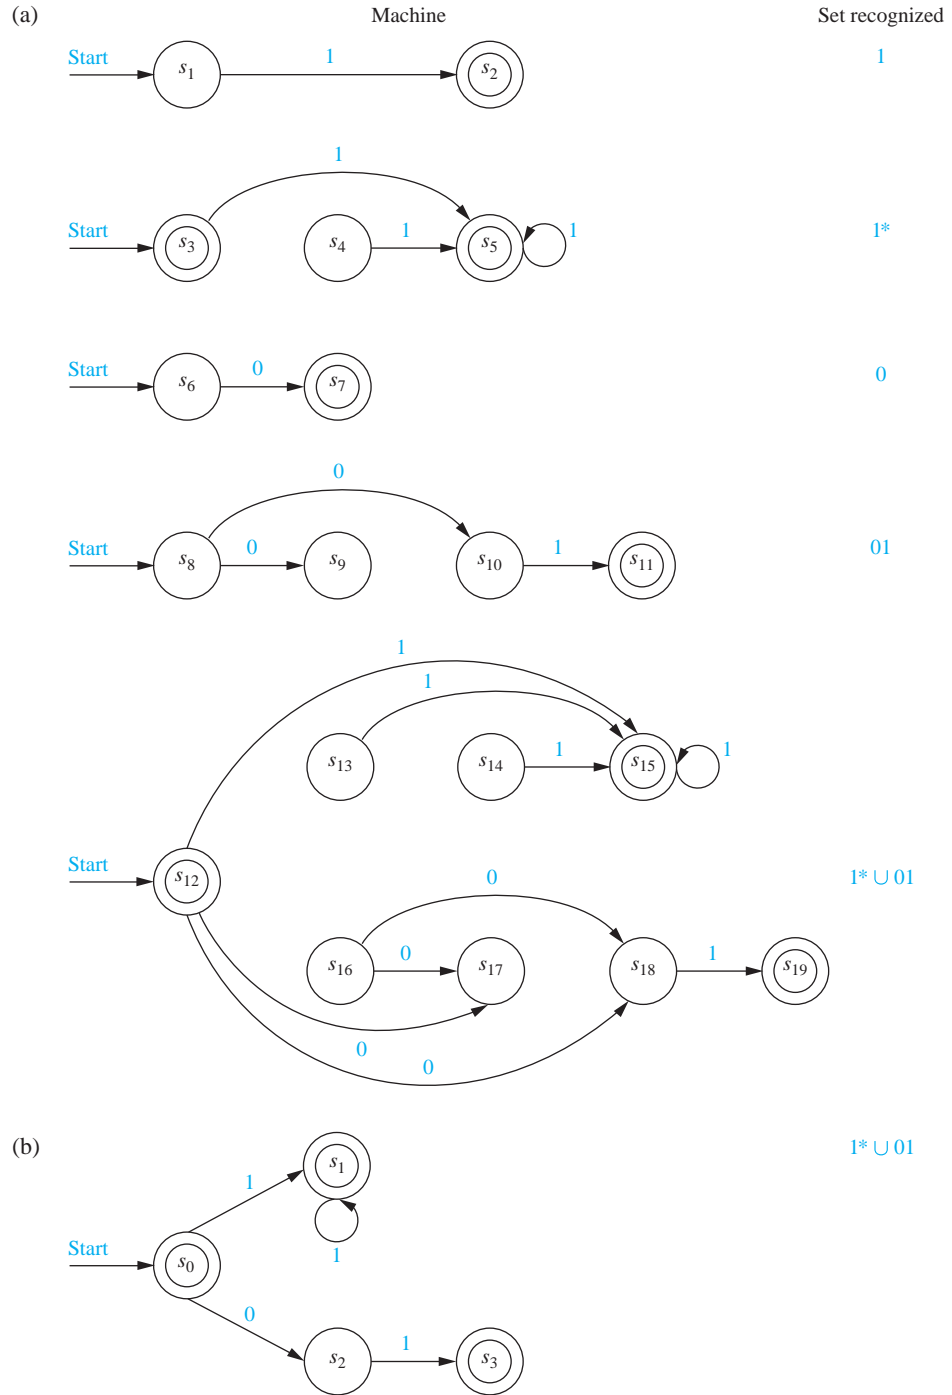 (a) Machine Set recognized
Start s1 1 s2 1
1
Start s3 s4 1 s5 1 1*
Start s6 0 s7 0
0
Start s8 0 s9 s10 1 s11 01
1
1
s13 s14 1 s15 1
Start s12 1* ∪ 01
0
s16 0 s17 s18 1 s19
0
0
(b) s1 1* ∪ 01
1
Start s0 1
0
s2 1 s3